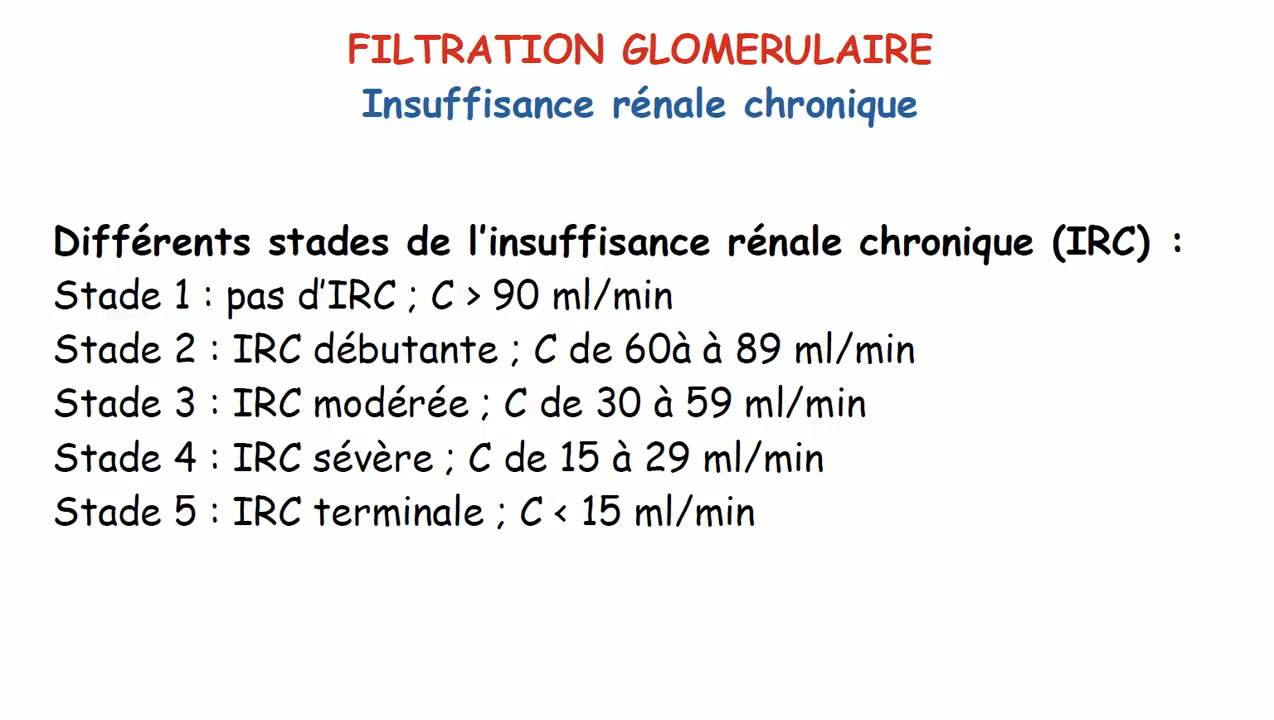 FILTRATION GLOMERULAIRE
Insuffisance rénale chronique
Différents stades de l'insuffisance rénale chronique (IRC) :
Stade 1 : pas d'IRC ; C > 90 ml/min
Stade 2 : IRC débutante ; C de 60à à 89 ml/min
Stade 3 : IRC modérée ; C de 30 à 59 ml/min
Stade 4 : IRC sévère ; C de 15 à 29 ml/min
Stade 5 : IRC terminale ; C < 15 ml/min